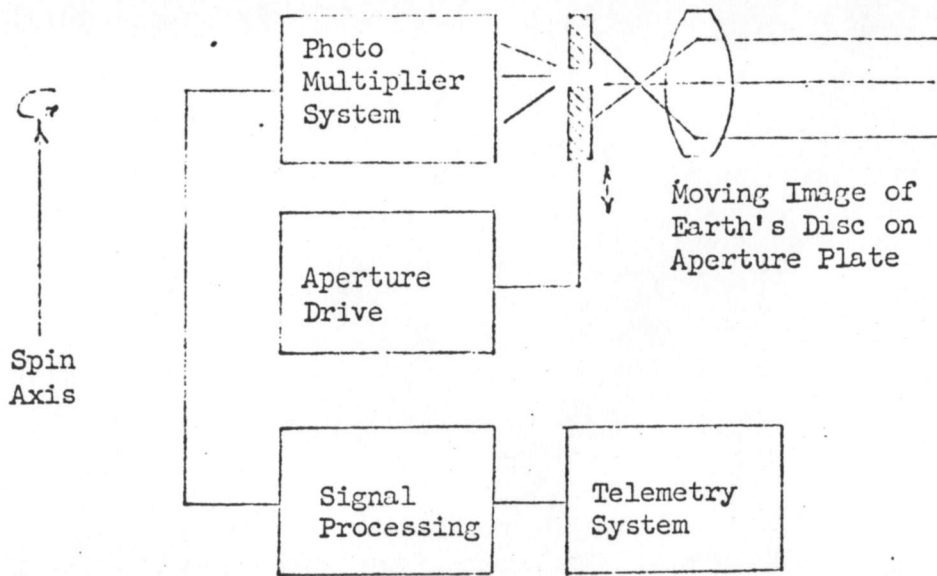 Photo
Multiplier
System
Moving Image of
Earth's Disc on
Aperture Plate
Aperture
Drive
Spin
Axis
Signal
Processing
Telemetry
System